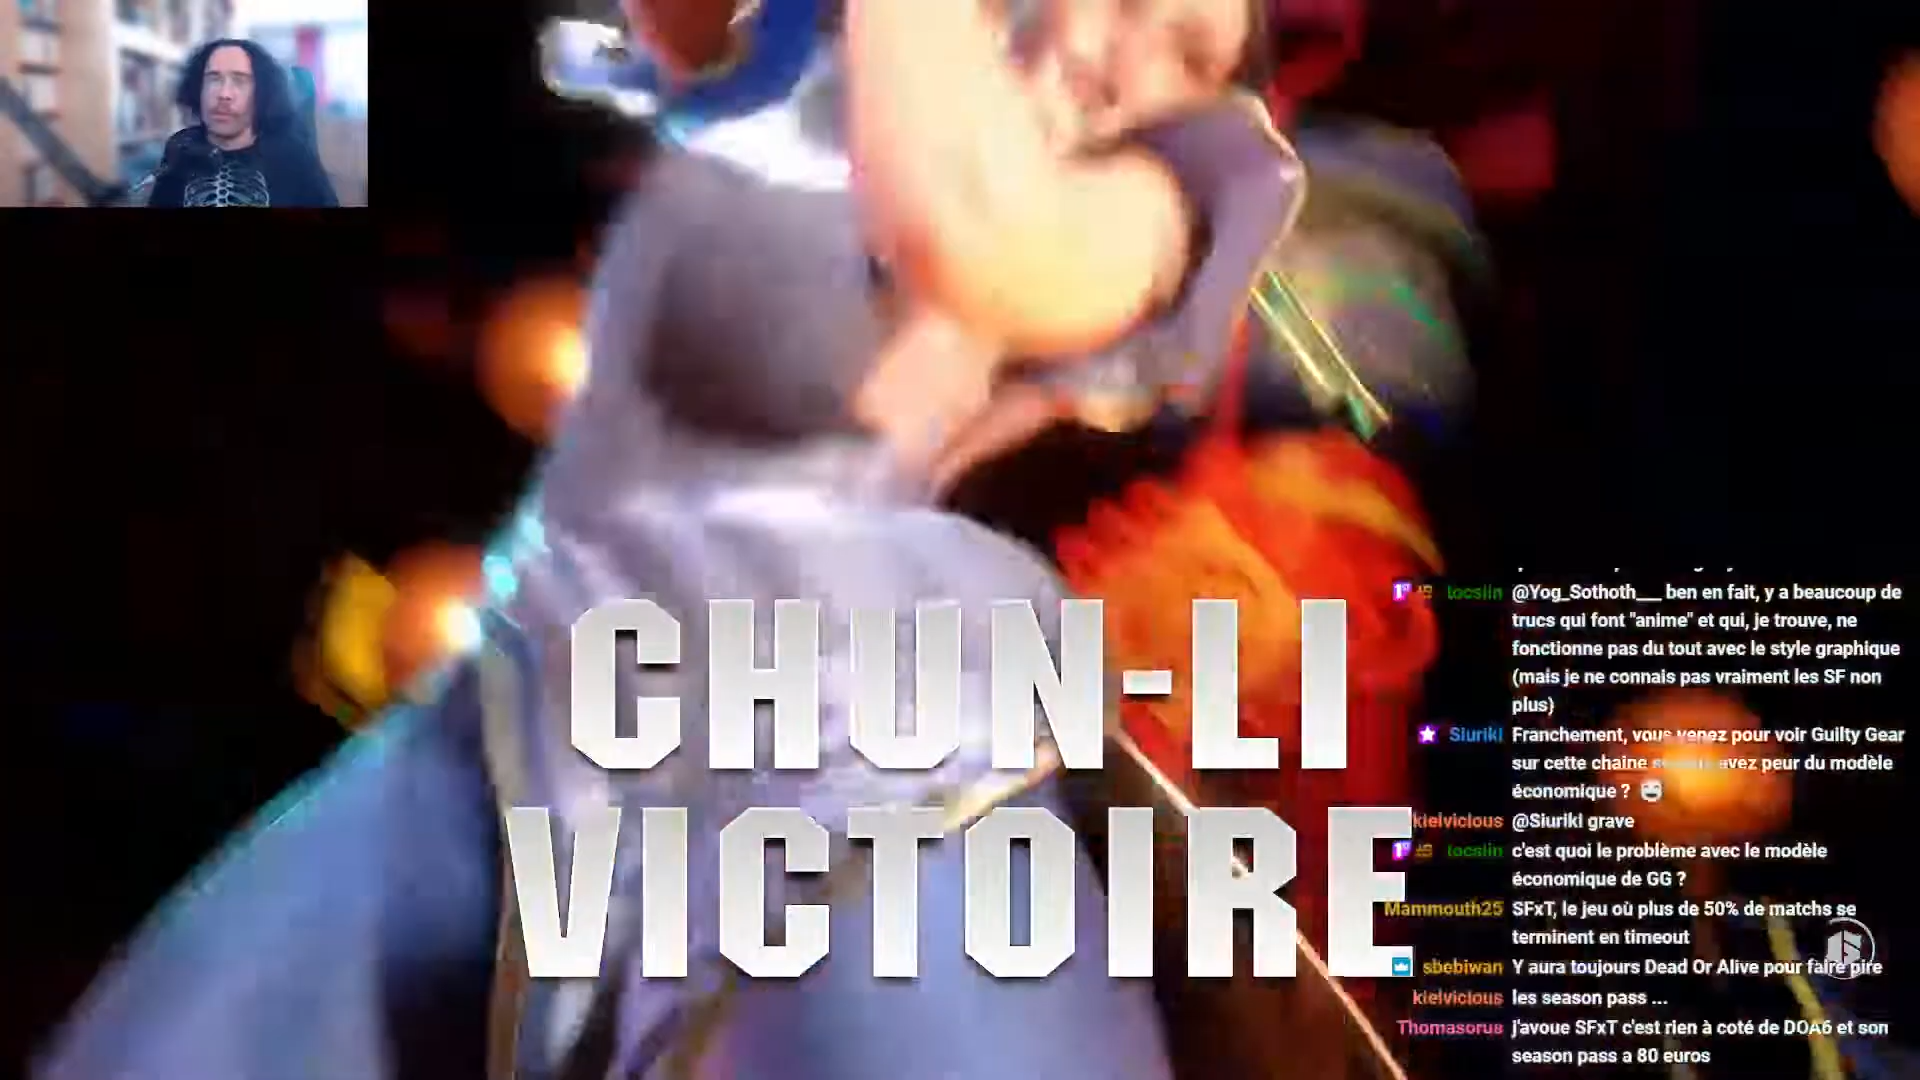 CHUN-LI
VICTOIRE
tocslin @Yog_Sothoth___ ben en fait, y a beaucoup de
trucs qui font "anime" et qui, je trouve, ne
fonctionne pas du tout avec le style graphique
(mais je ne connais pas vraiment les SF non
plus)
Siuriki Franchement, vous venez pour voir Guilty Gear
sur cette chaine avez peur du modèle
économique ?
kielvicious @Siuriki grave
tocslin c'est quoi le problème avec le modèle
économique de GG ?
Mammouth25 SFxT, le jeu où plus de 50% de matchs se
terminent en timeout
sbebiwan Y aura toujours Dead Or Alive pour faire pire
kielvicious les season pass ...
Thomasorus j'avoue SFxT c'est rien à coté de DOA6 et son
season pass a 80 euros